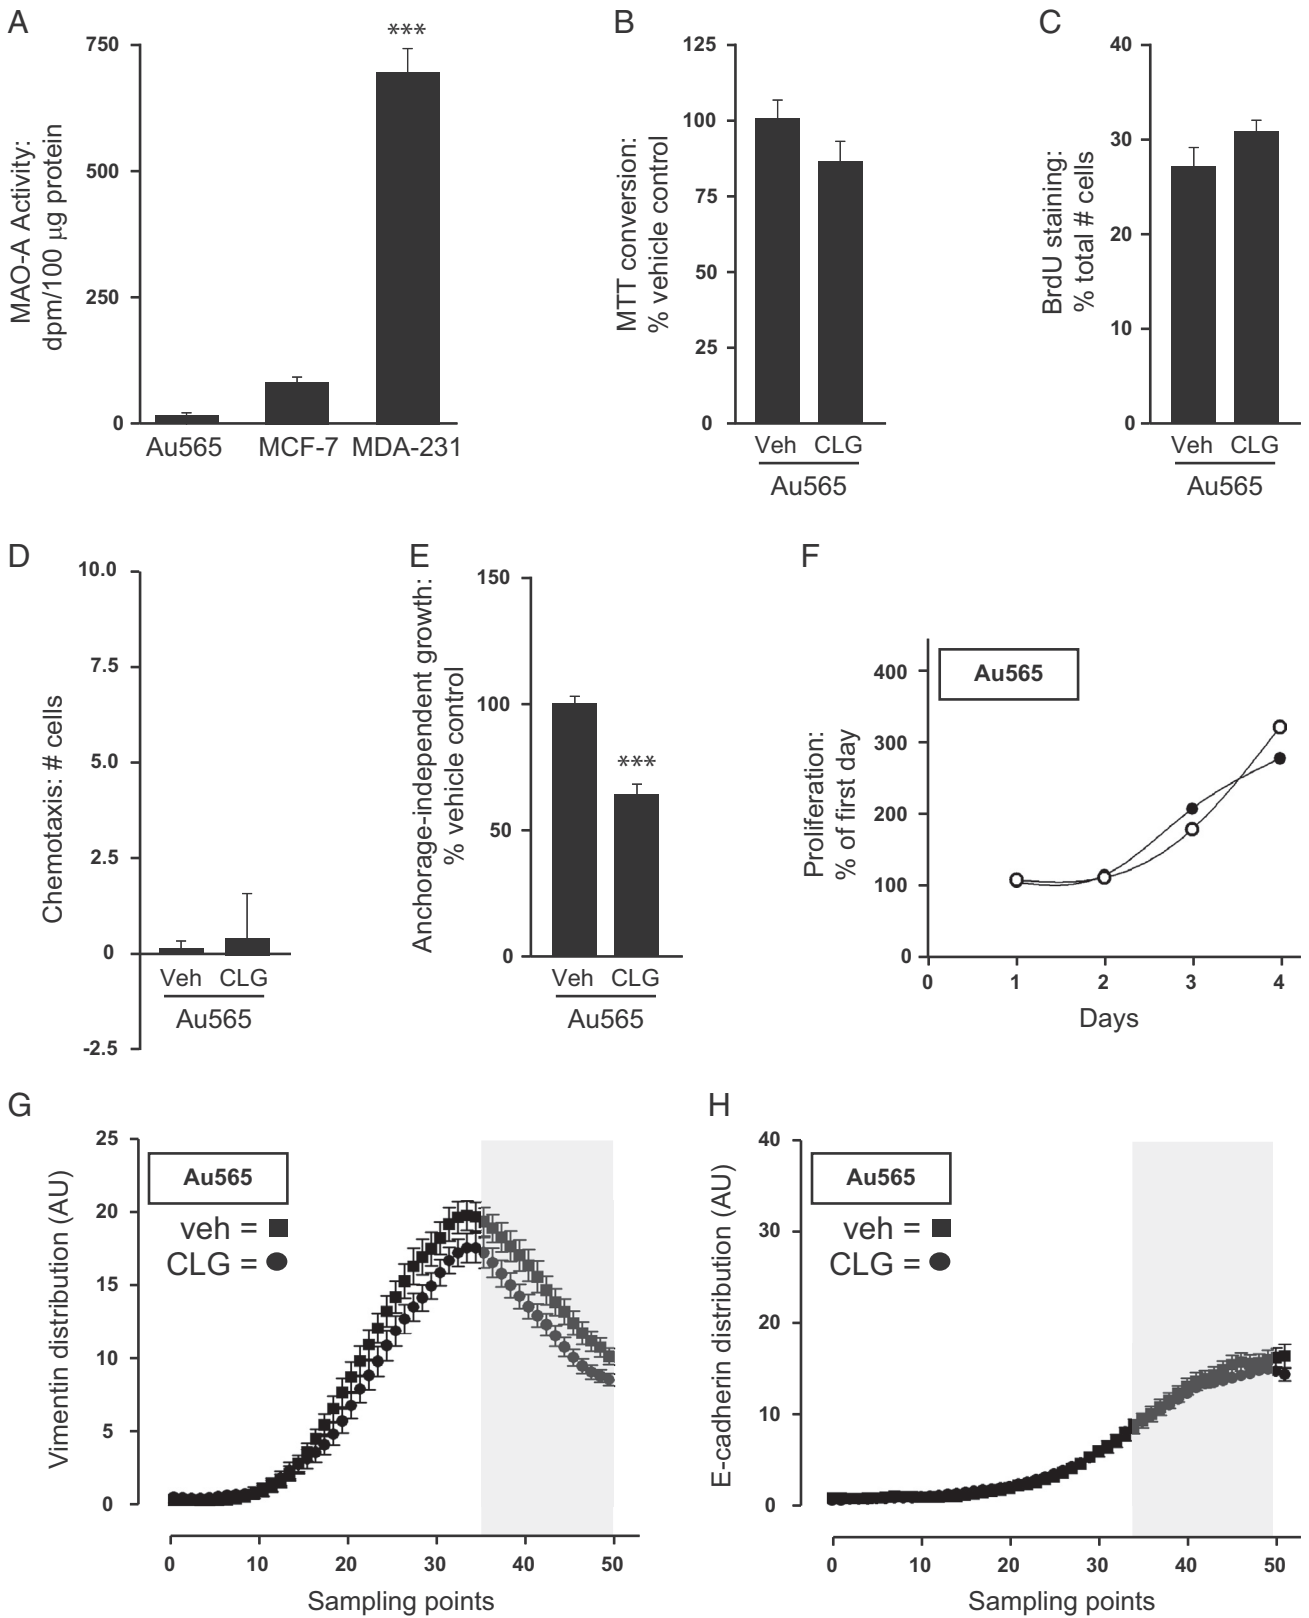 A
MAO-A Activity:
dpm/100 µg protein
750
500
250
0
***
Au565 MCF-7 MDA-231
B
MTT conversion:
% vehicle control
125
100
75
50
25
0
Veh CLG
Au565
C
BrdU staining:
% total # cells
40
30
20
10
0
Veh CLG
Au565
D
Chemotaxis: # cells
10.0
7.5
5.0
2.5
0
-2.5
Veh CLG
Au565
E
Anchorage-independent growth:
% vehicle control
150
100
50
0
***
Veh CLG
Au565
F
Proliferation:
% of first day
400
300
200
100
0
Au565
0 1 2 3 4
Days
G
Vimentin distribution (AU)
25
20
15
10
5
0
Au565
veh =
CLG =
0 10 20 30 40 50
Sampling points
H
E-cadherin distribution (AU)
40
30
20
10
0
Au565
veh =
CLG =
0 10 20 30 40 50
Sampling points